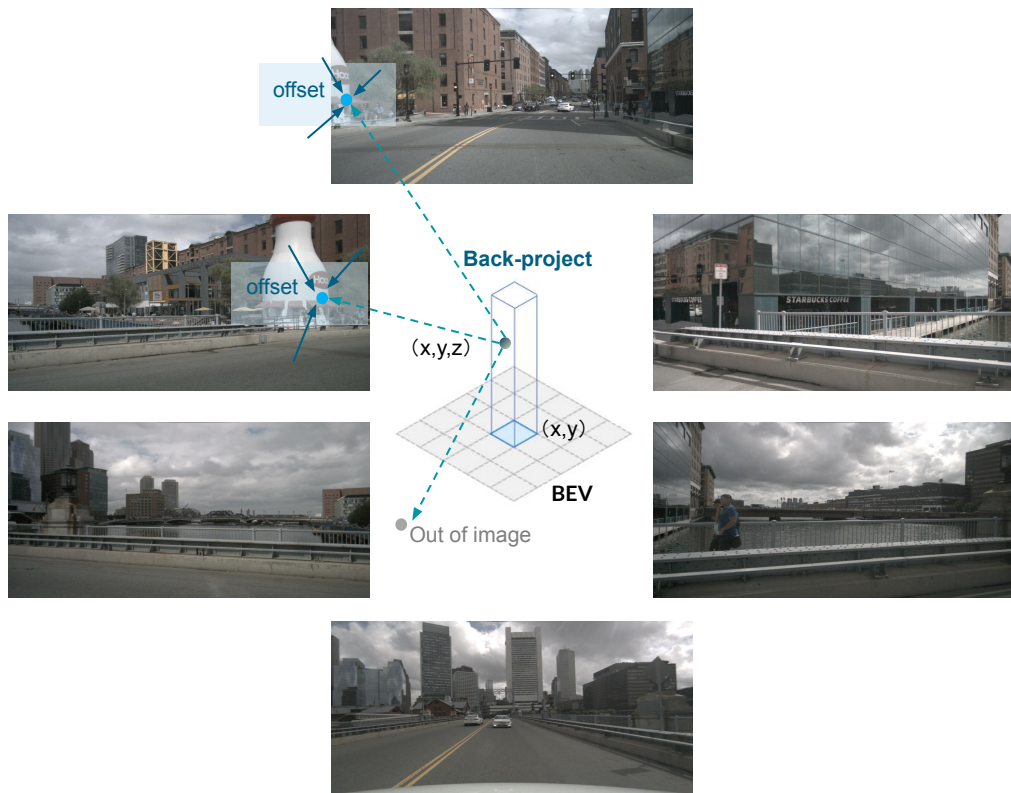 offset
Back-project
offset
(x,y,z)
STARBUCKS COFFEE
(x,y)
BEV
Out of image